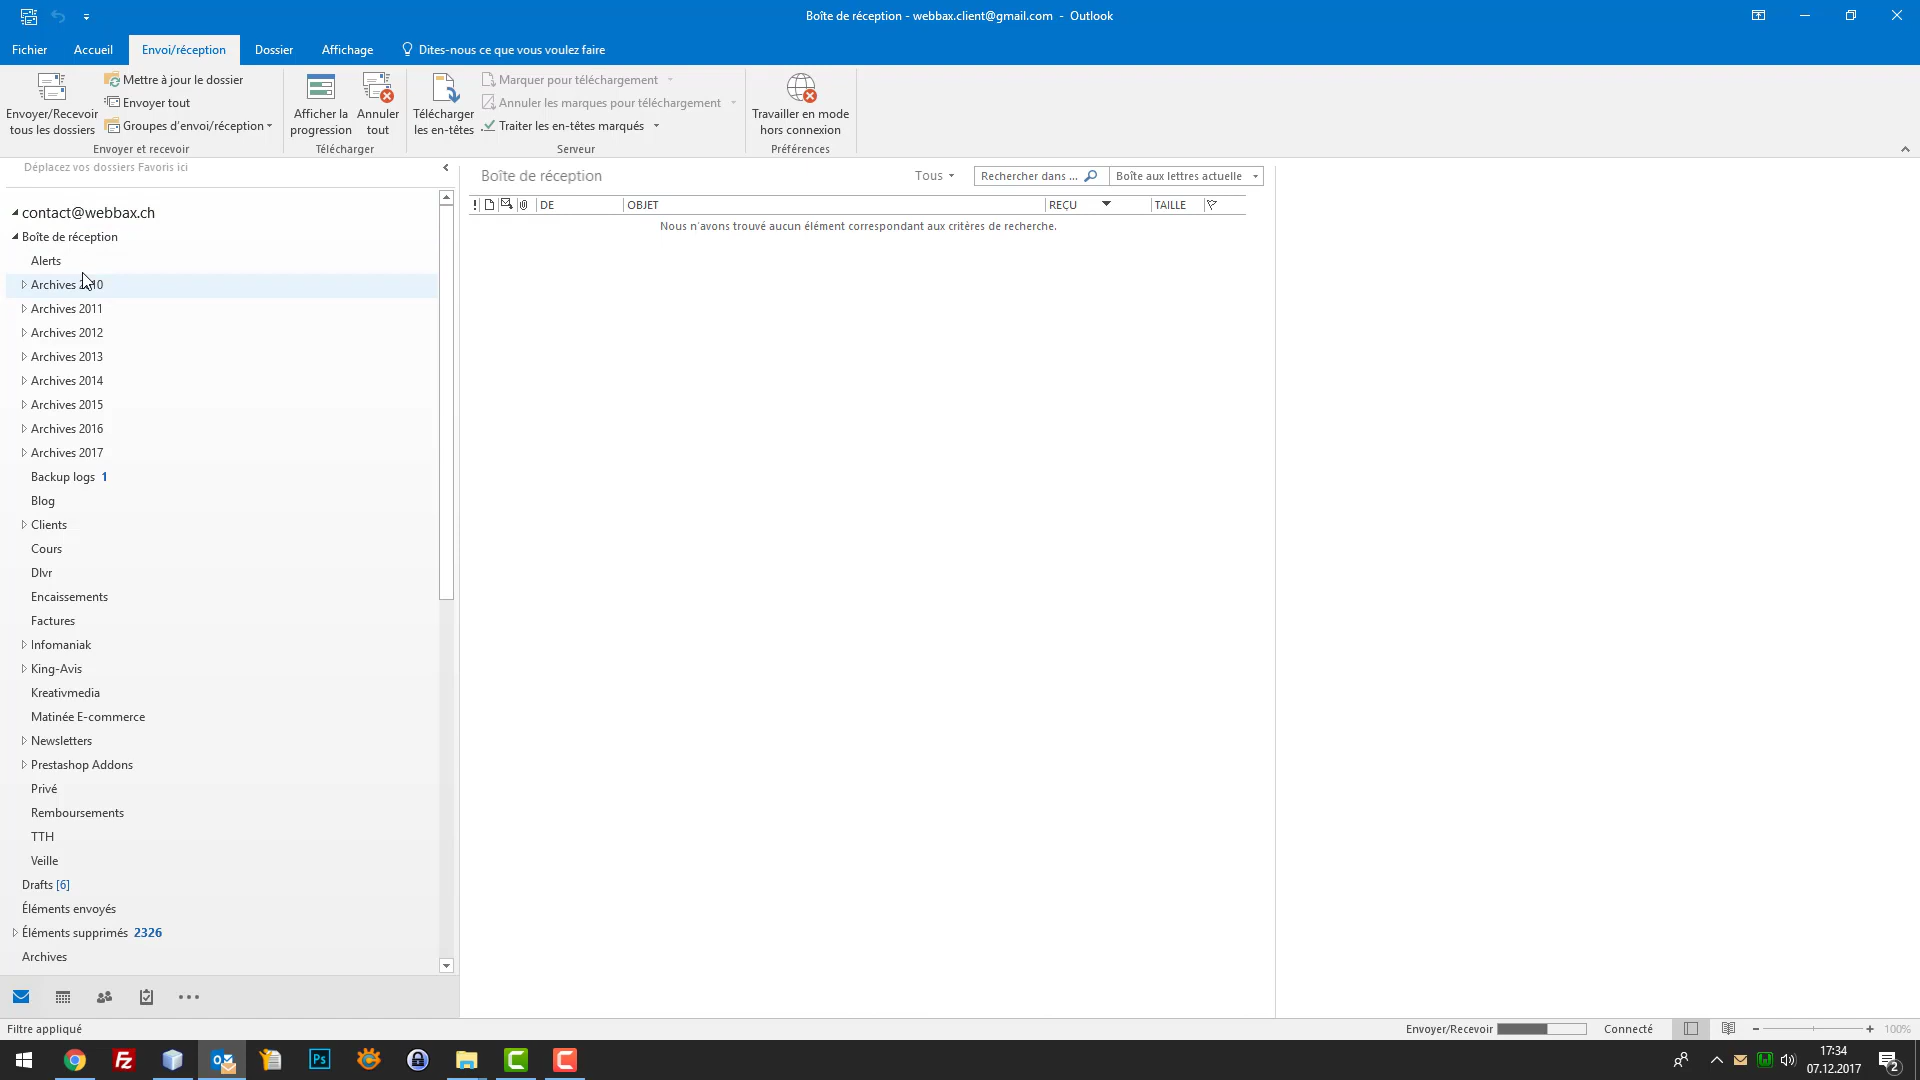 Boîte de réception - webbax.client@gmail.com - Outlook
Fichier
Accueil
Envoi/réception
Dossier
Affichage
Dites-nous ce que vous voulez faire
Envoyer/Recevoir
tous les dossiers
Mettre à jour le dossier
Envoyer tout
Groupes d'envoi/réception
Envoyer et recevoir
Afficher la
progression
Annuler
tout
Télécharger
Télécharger
les en-têtes
Marquer pour téléchargement
Annuler les marques pour téléchargement
Traiter les en-têtes marqués
Serveur
Travailler en mode
hors connexion
Préférences
Déplacez vos dossiers Favoris ici
contact@webbax.ch
Boîte de réception
Alerts
Archives 2010
Archives 2011
Archives 2012
Archives 2013
Archives 2014
Archives 2015
Archives 2016
Archives 2017
Backup logs 1
Blog
Clients
Cours
Dlvr
Encaissements
Factures
Infomaniak
King-Avis
Kreativmedia
Matinée E-commerce
Newsletters
Prestashop Addons
Privé
Remboursements
TTH
Veille
Drafts [6]
Éléments envoyés
Éléments supprimés 2326
Archives
Boîte de réception
Tous
Rechercher dans ...
Boîte aux lettres actuelle
! DE OBJET REÇU TAILLE
Nous n'avons trouvé aucun élément correspondant aux critères de recherche.
Filtre appliqué
Envoyer/Recevoir
Connecté
100%
Fz
Ps
17:34
07.12.2017
2